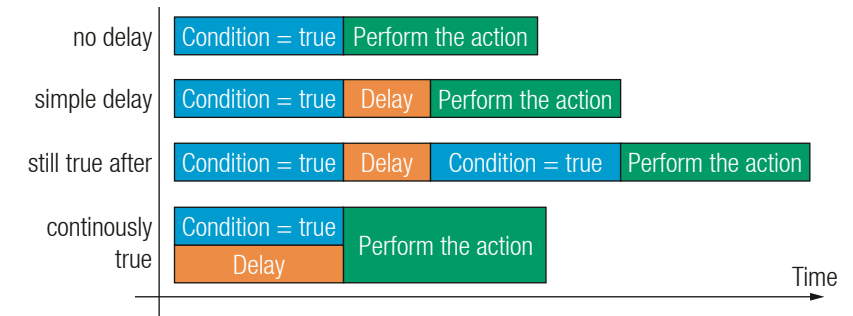 no delay Condition = true Perform the action
simple delay Condition = true Delay Perform the action
still true after Condition = true Delay Condition = true Perform the action
continously
true
Condition = true
Delay
Perform the action
Time